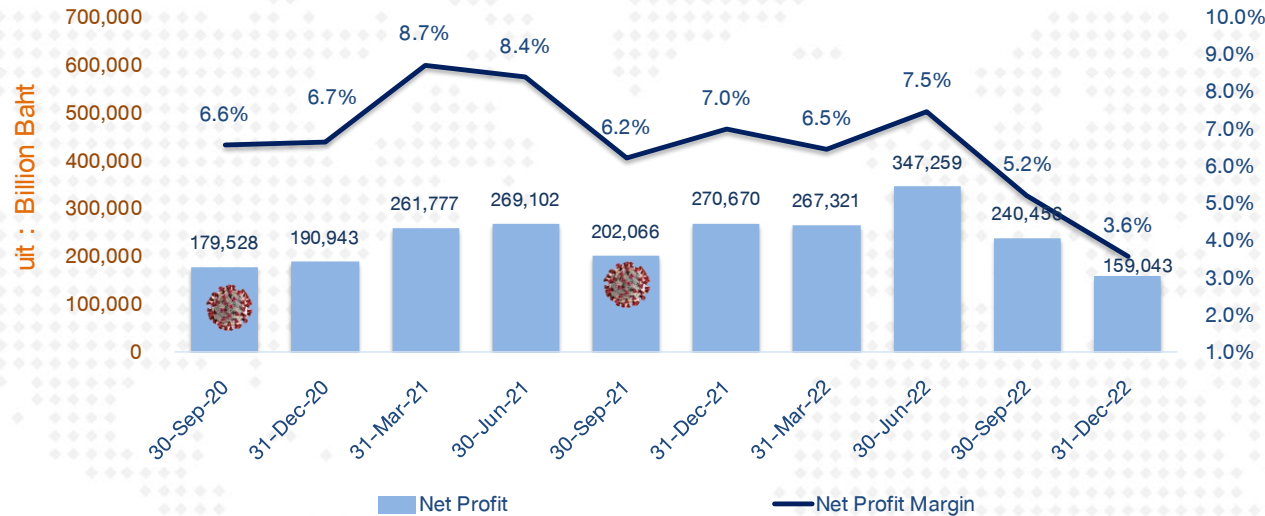 uit : Billion Baht
700,000
600,000
500,000
400,000
300,000
200,000
100,000
0
10.0%
9.0%
8.0%
7.0%
6.0%
5.0%
4.0%
3.0%
2.0%
1.0%
6.6%
6.7%
8.7%
8.4%
6.2%
7.0%
6.5%
7.5%
5.2%
3.6%
179,528
190,943
261,777
269,102
202,066
270,670
267,321
347,259
240,456
159,043
30-Sep-20
31-Dec-20
31-Mar-21
30-Jun-21
30-Sep-21
31-Dec-21
31-Mar-22
30-Jun-22
30-Sep-22
31-Dec-22
Net Profit
Net Profit Margin